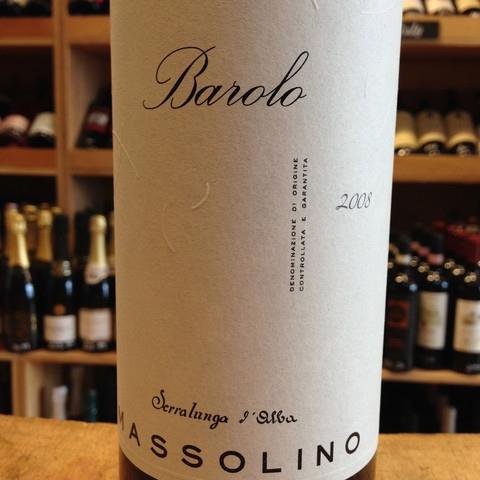 Barolo
DENOMINAZIONE DI ORIGINE
CONTROLLATA E GARANTITA
2008
Serralunga d'Alba
MASSOLINO